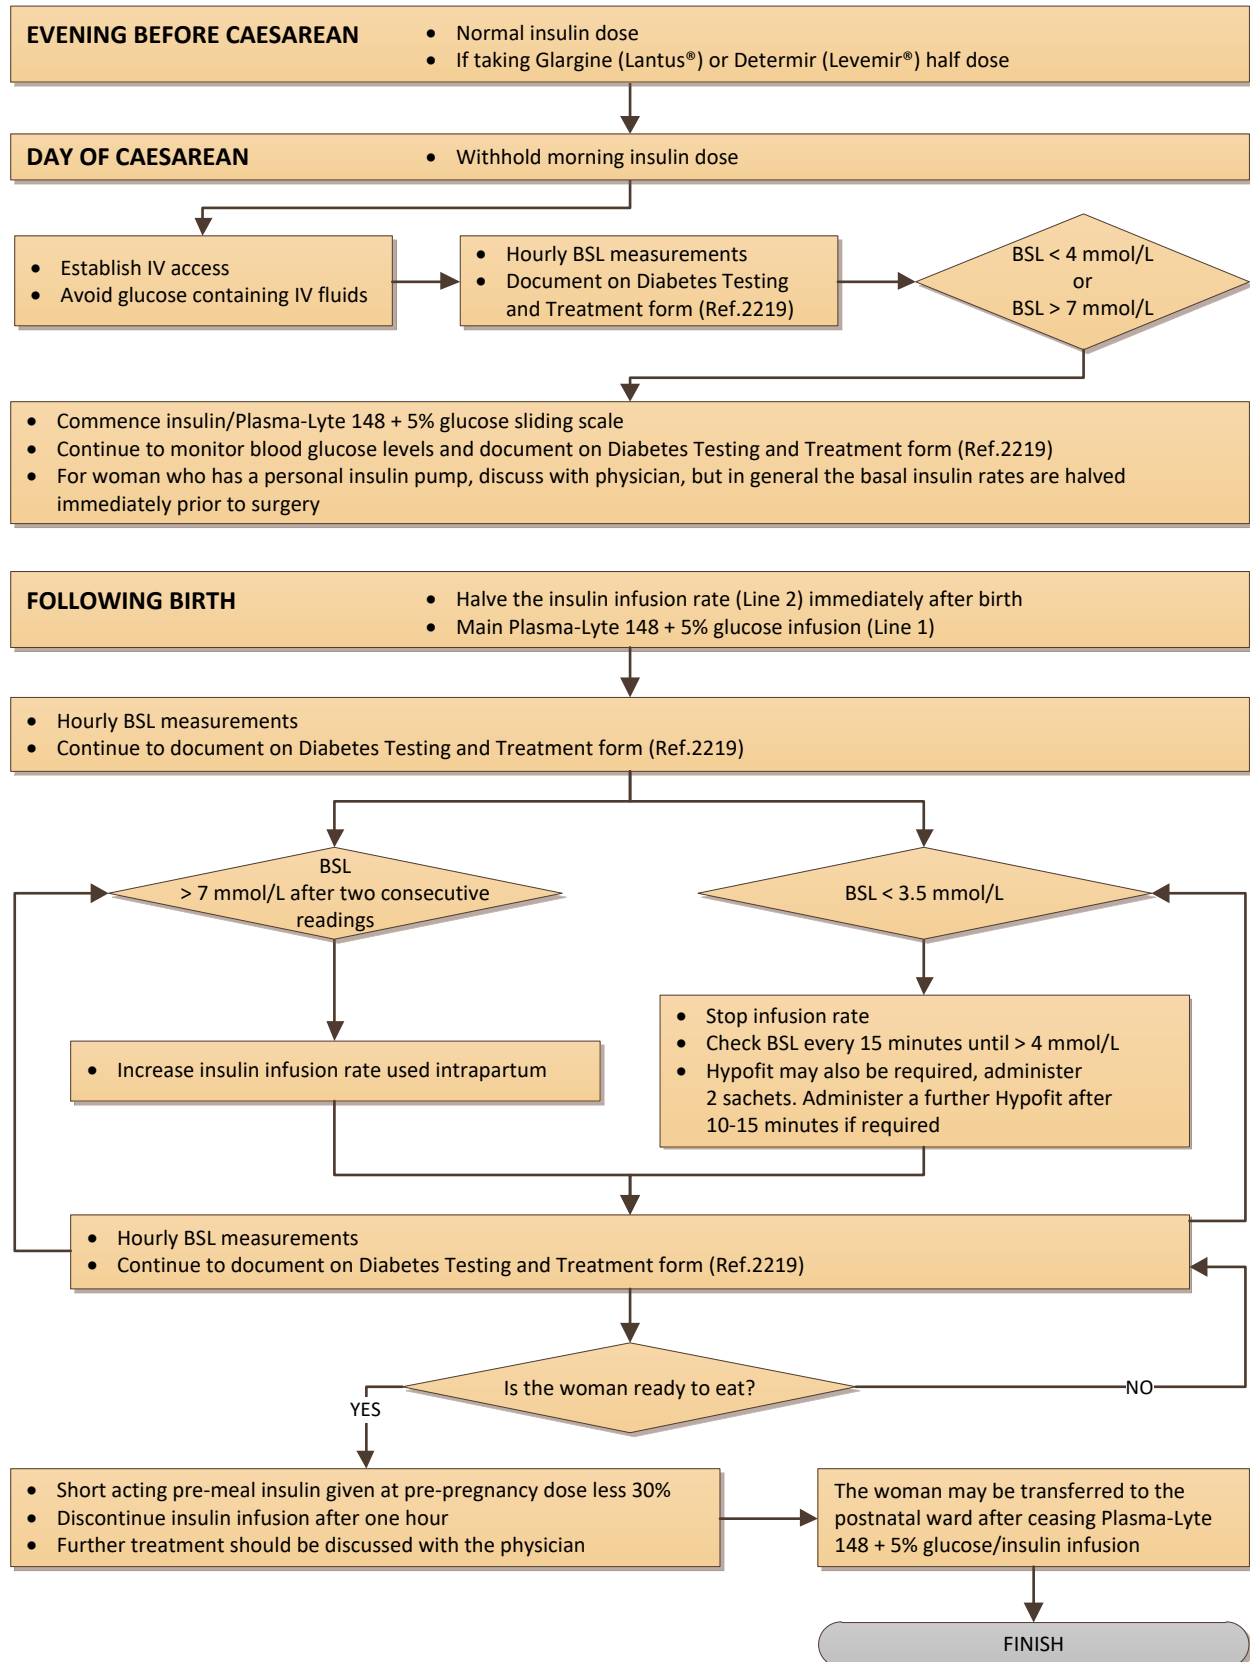 EVENING BEFORE CAESAREAN
• Normal insulin dose
• If taking Glargine (Lantus®) or Determir (Levemir®) half dose
DAY OF CAESAREAN
• Withhold morning insulin dose
• Establish IV access
• Avoid glucose containing IV fluids
• Hourly BSL measurements
• Document on Diabetes Testing
and Treatment form (Ref.2219)
BSL < 4 mmol/L
or
BSL > 7 mmol/L
• Commence insulin/Plasma-Lyte 148 + 5% glucose sliding scale
• Continue to monitor blood glucose levels and document on Diabetes Testing and Treatment form (Ref.2219)
• For woman who has a personal insulin pump, discuss with physician, but in general the basal insulin rates are halved
immediately prior to surgery
FOLLOWING BIRTH
• Halve the insulin infusion rate (Line 2) immediately after birth
• Main Plasma-Lyte 148 + 5% glucose infusion (Line 1)
• Hourly BSL measurements
• Continue to document on Diabetes Testing and Treatment form (Ref.2219)
BSL
> 7 mmol/L after two consecutive
readings
BSL < 3.5 mmol/L
• Increase insulin infusion rate used intrapartum
• Stop infusion rate
• Check BSL every 15 minutes until > 4 mmol/L
• Hypofit may also be required, administer
2 sachets. Administer a further Hypofit after
10-15 minutes if required
• Hourly BSL measurements
• Continue to document on Diabetes Testing and Treatment form (Ref.2219)
Is the woman ready to eat?
NO
YES
• Short acting pre-meal insulin given at pre-pregnancy dose less 30%
• Discontinue insulin infusion after one hour
• Further treatment should be discussed with the physician
The woman may be transferred to the
postnatal ward after ceasing Plasma-Lyte
148 + 5% glucose/insulin infusion
FINISH